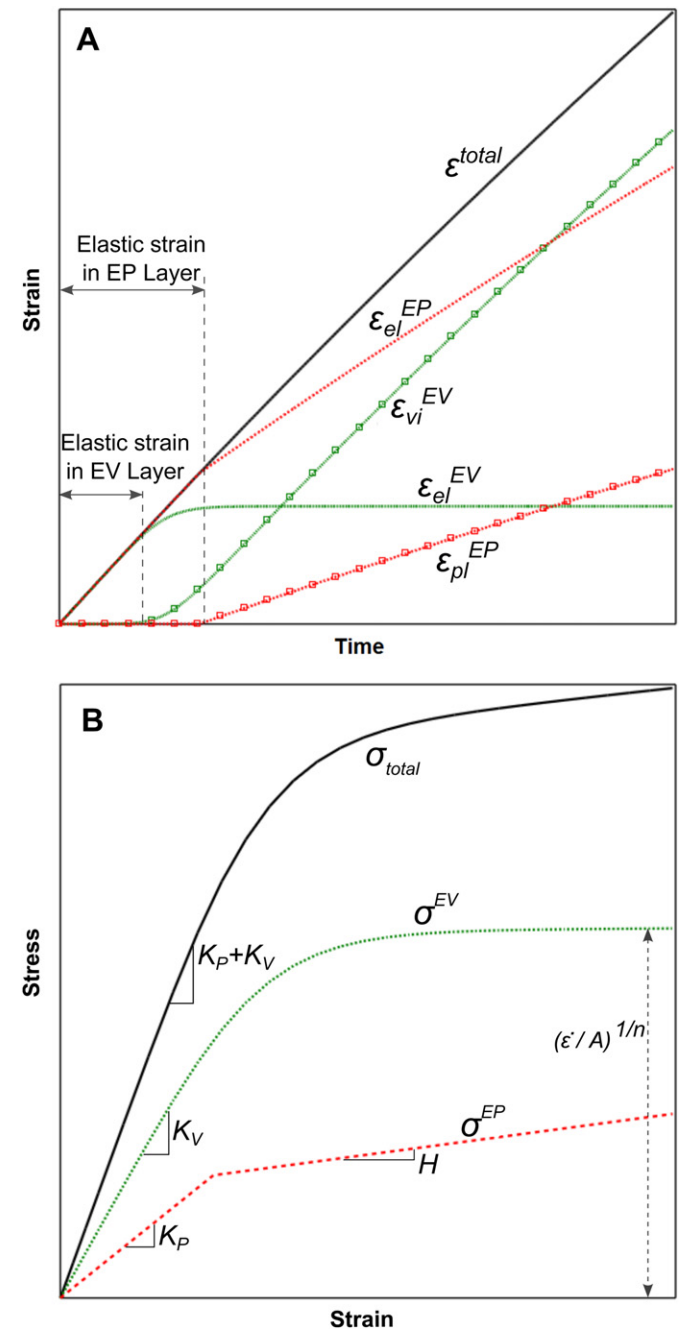 A
ε^total
Elastic strain
in EP Layer
Strain
ε_el^EP
ε_vi^EV
Elastic strain
in EV Layer
ε_el^EV
ε_pl^EP
Time
B
σ_total
σ^EV
K_P+K_V
Stress
(ε̇ / A)^1/n
K_V
σ^EP
H
K_P
Strain